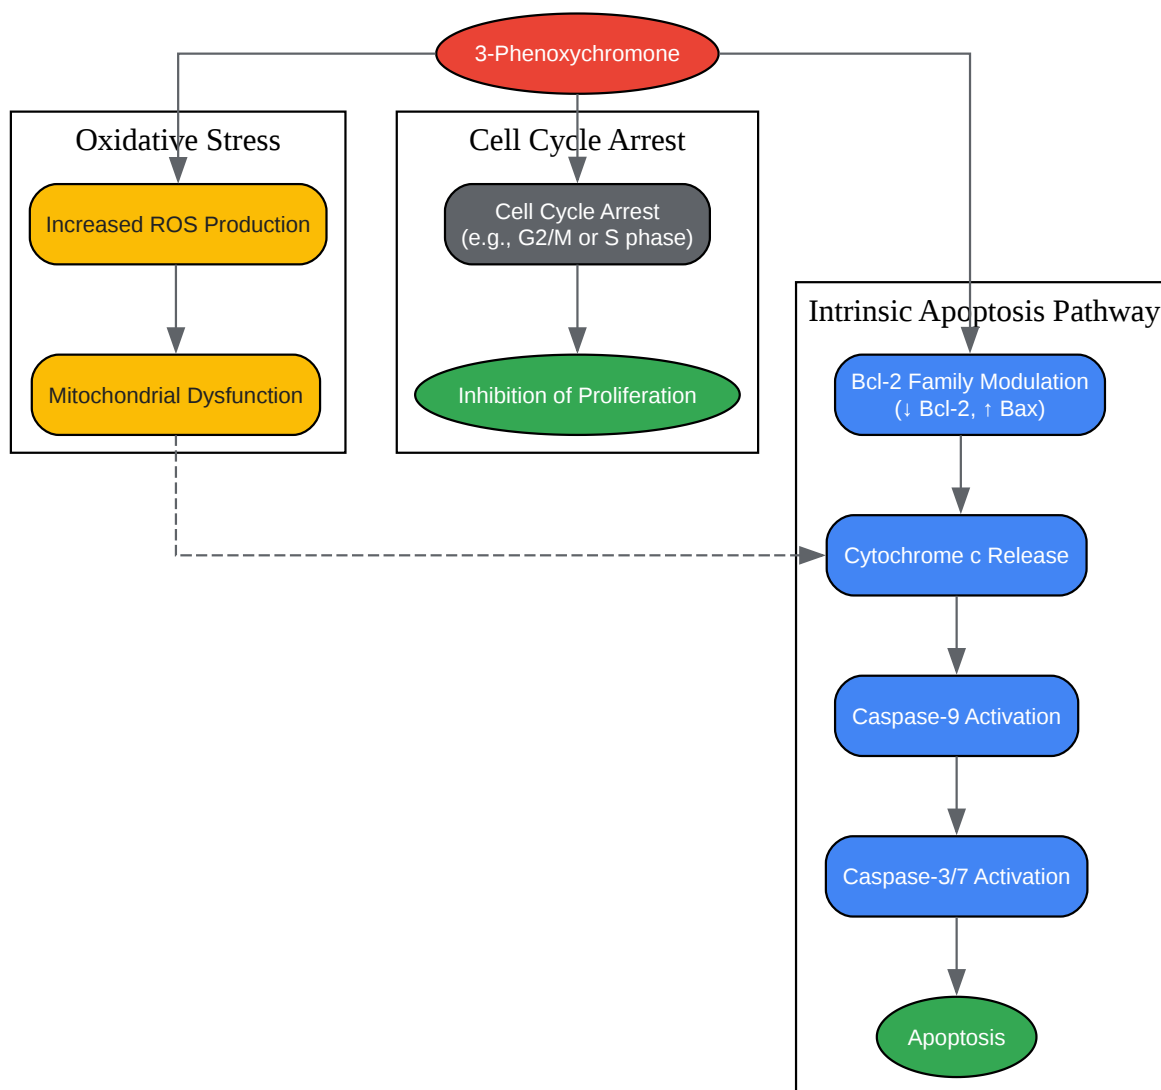 3-Phenoxychromone
Oxidative Stress
Increased ROS Production
Mitochondrial Dysfunction
Cell Cycle Arrest
Cell Cycle Arrest
(e.g., G2/M or S phase)
Inhibition of Proliferation
Intrinsic Apoptosis Pathway
Bcl-2 Family Modulation
(↓ Bcl-2, ↑ Bax)
Cytochrome c Release
Caspase-9 Activation
Caspase-3/7 Activation
Apoptosis